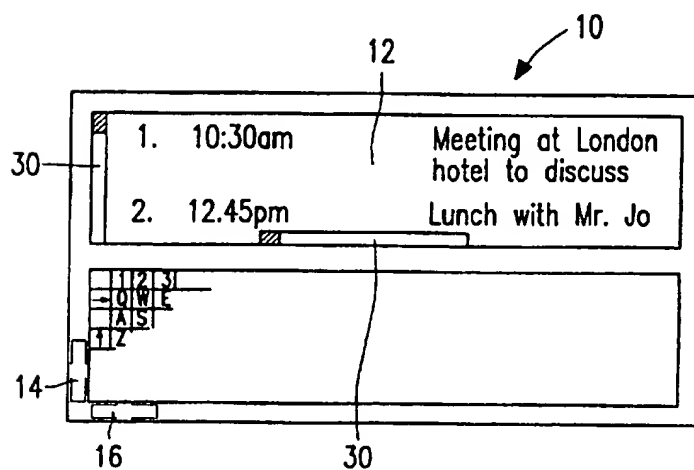 10
12
1. 10:30am Meeting at London
hotel to discuss
30
2. 12.45pm Lunch with Mr. Jo
1 2 3
Q W E
A S
Z
14
16
30